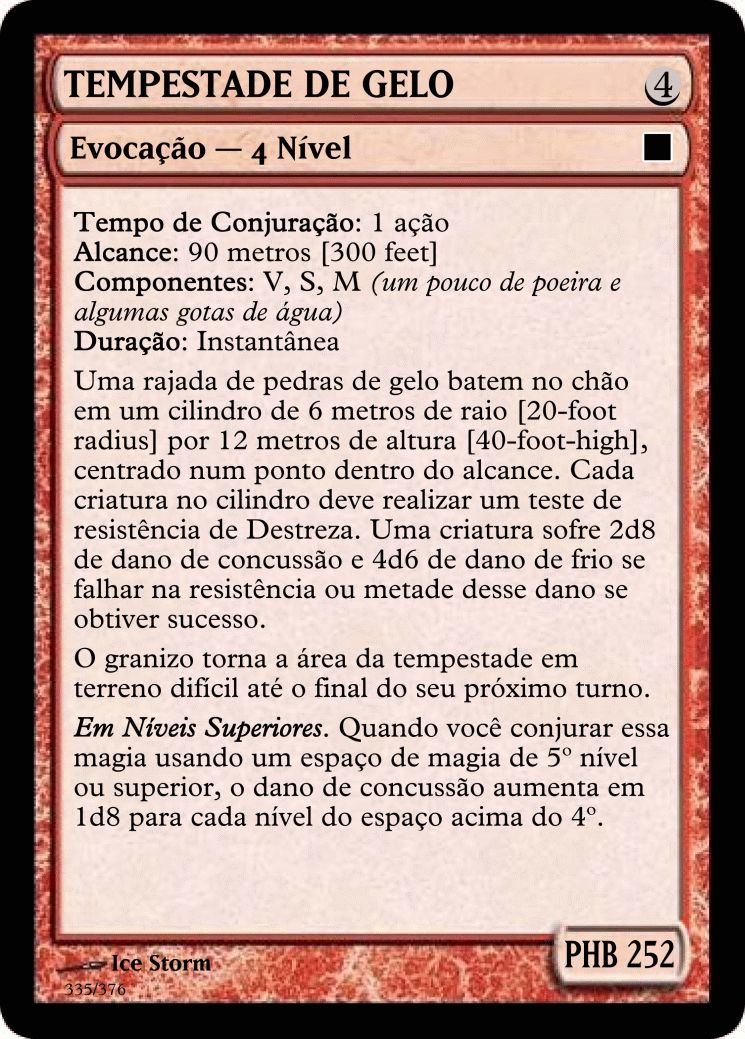 TEMPESTADE DE GELO
4
Evocação — 4 Nível
Tempo de Conjuração: 1 ação
Alcance: 90 metros [300 feet]
Componentes: V, S, M (um pouco de poeira e
algumas gotas de água)
Duração: Instantânea
Uma rajada de pedras de gelo batem no chão
em um cilindro de 6 metros de raio [20-foot
radius] por 12 metros de altura [40-foot-high],
centrado num ponto dentro do alcance. Cada
criatura no cilindro deve realizar um teste de
resistência de Destreza. Uma criatura sofre 2d8
de dano de concussão e 4d6 de dano de frio se
falhar na resistência ou metade desse dano se
obtiver sucesso.
O granizo torna a área da tempestade em
terreno difícil até o final do seu próximo turno.
Em Níveis Superiores. Quando você conjurar essa
magia usando um espaço de magia de 5º nível
ou superior, o dano de concussão aumenta em
1d8 para cada nível do espaço acima do 4º.
PHB 252
Ice Storm
335/376